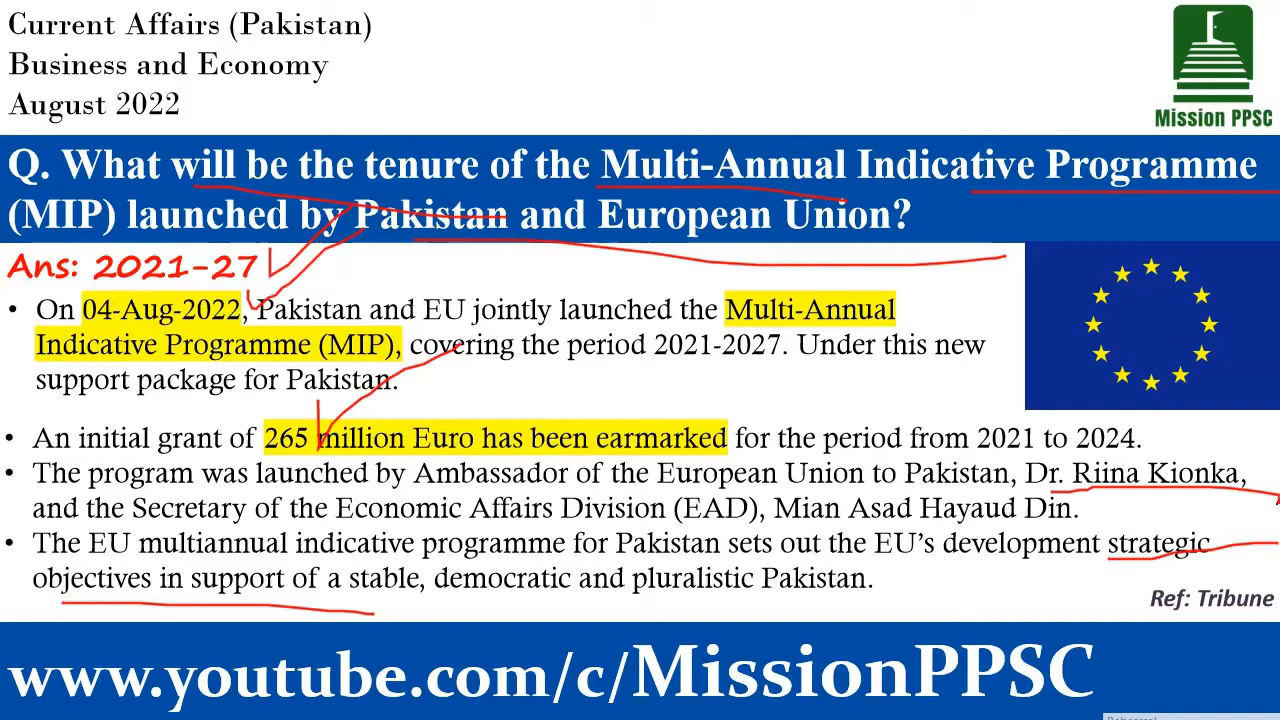 Current Affairs (Pakistan)
Business and Economy
August 2022
Mission PPSC
Q. What will be the tenure of the Multi-Annual Indicative Programme
(MIP) launched by Pakistan and European Union?
Ans: 2021-27
• On 04-Aug-2022, Pakistan and EU jointly launched the Multi-Annual
Indicative Programme (MIP), covering the period 2021-2027. Under this new
support package for Pakistan.
• An initial grant of 265 million Euro has been earmarked for the period from 2021 to 2024.
• The program was launched by Ambassador of the European Union to Pakistan, Dr. Riina Kionka,
and the Secretary of the Economic Affairs Division (EAD), Mian Asad Hayaud Din.
• The EU multiannual indicative programme for Pakistan sets out the EU's development strategic
objectives in support of a stable, democratic and pluralistic Pakistan.
Ref: Tribune
www.youtube.com/c/MissionPPSC